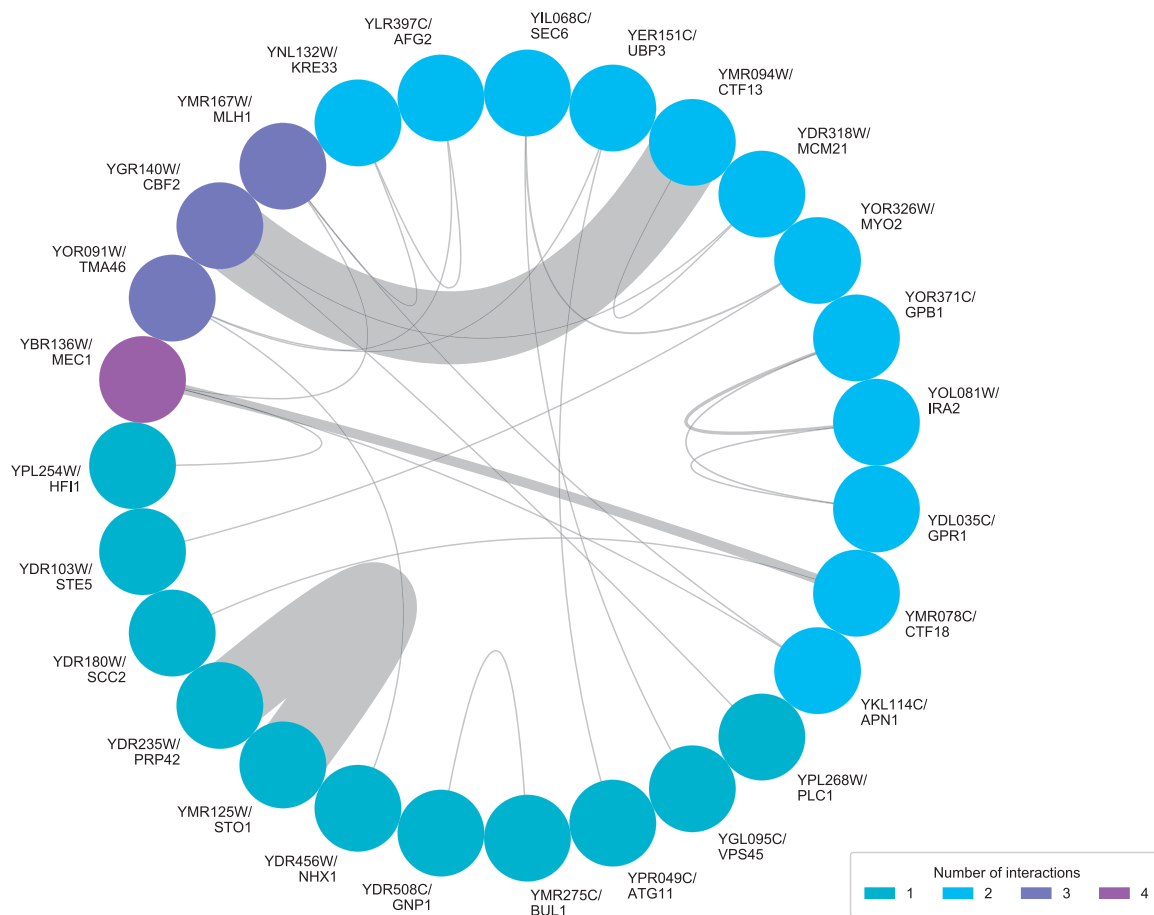 YIL068C/
SEC6
YER151C/
UBP3
YMR094W/
CTF13
YDR318W/
MCM21
YOR326W/
MYO2
YOR371C/
GPB1
YOL081W/
IRA2
YDL035C/
GPR1
YMR078C/
CTF18
YKL114C/
APN1
YPL268W/
PLC1
YGL095C/
VPS45
YPR049C/
ATG11
YMR275C/
BUL1
YDR508C/
GNP1
YDR456W/
NHX1
YMR125W/
STO1
YDR235W/
PRP42
YDR180W/
SCC2
YDR103W/
STE5
YPL254W/
HFI1
YBR136W/
MEC1
YOR091W/
TMA46
YGR140W/
CBF2
YMR167W/
MLH1
YNL132W/
KRE33
YLR397C/
AFG2
Number of interactions
1 2 3 4